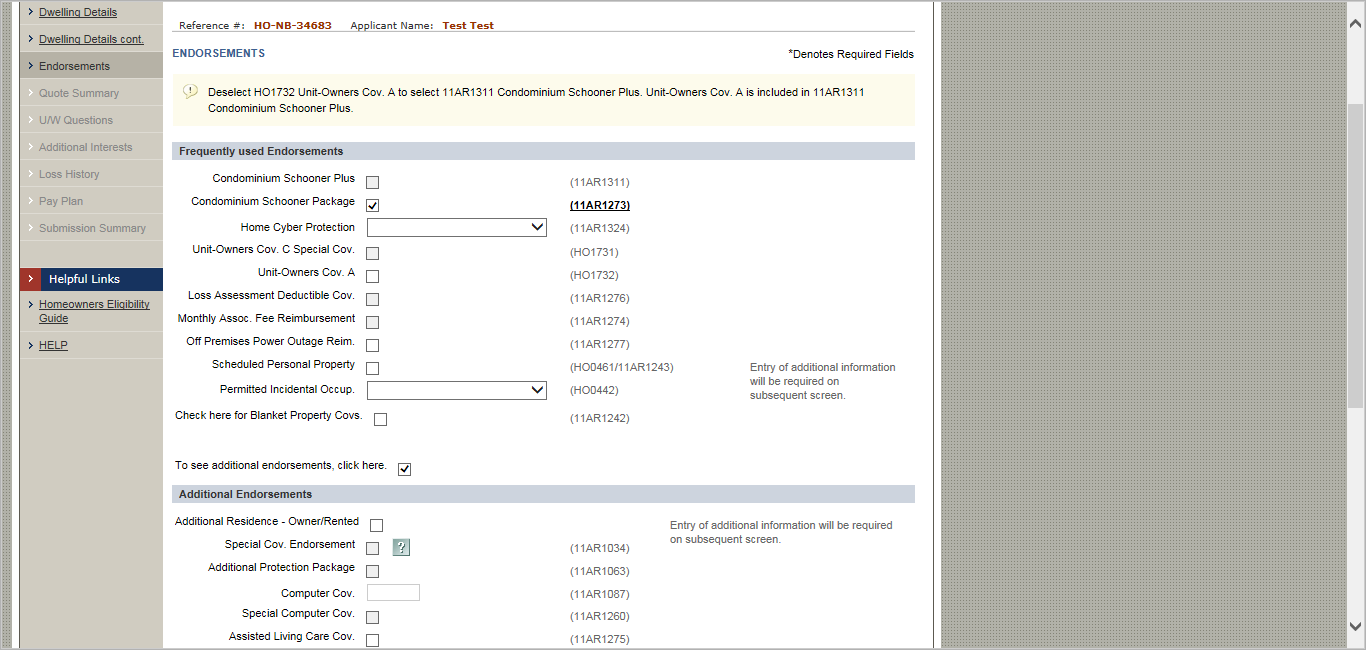 Dwelling Details
Dwelling Details cont.
Endorsements
Quote Summary
U/W Questions
Additional Interests
Loss History
Pay Plan
Submission Summary
Helpful Links
Homeowners Eligibility
Guide
HELP
Reference #: HO-NB-34683 Applicant Name: Test Test
ENDORSEMENTS
*Denotes Required Fields
Deselect HO1732 Unit-Owners Cov. A to select 11AR1311 Condominium Schooner Plus. Unit-Owners Cov. A is included in 11AR1311
Condominium Schooner Plus.
Frequently used Endorsements
Condominium Schooner Plus (11AR1311)
Condominium Schooner Package (11AR1273)
Home Cyber Protection (11AR1324)
Unit-Owners Cov. C Special Cov. (HO1731)
Unit-Owners Cov. A (HO1732)
Loss Assessment Deductible Cov. (11AR1276)
Monthly Assoc. Fee Reimbursement (11AR1274)
Off Premises Power Outage Reim. (11AR1277)
Scheduled Personal Property (HO0461/11AR1243) Entry of additional information
will be required on
subsequent screen.
Permitted Incidental Occup. (HO0442)
Check here for Blanket Property Covs. (11AR1242)
To see additional endorsements, click here.
Additional Endorsements
Additional Residence - Owner/Rented Entry of additional information will be required
on subsequent screen.
Special Cov. Endorsement ? (11AR1034)
Additional Protection Package (11AR1063)
Computer Cov. (11AR1087)
Special Computer Cov. (11AR1260)
Assisted Living Care Cov. (11AR1275)